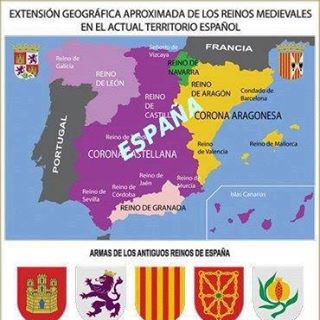 EXTENSIÓN GEOGRÁFICA APROXIMADA DE LOS REINOS MEDIEVALES
EN EL ACTUAL TERRITORIO ESPAÑOL
FRANCIA
Señorío de
Vizcaya
Reino de
Galicia
REINO DE
NAVARRA
REINO
DE LEÓN
REINO
DE ARAGÓN
Condado de
Barcelona
REINO
DE
CASTILLA
PORTUGAL
ESPAÑA
CORONA ARAGONESA
CORONA CASTELLANA
Reino
de Valencia
Reino de Mallorca
Reino de
Jaén
Reino de
Murcia
Reino de
Córdoba
Reino de
Sevilla
Islas Canarias
REINO DE GRANADA
ARMAS DE LOS ANTIGUOS REINOS DE ESPAÑA